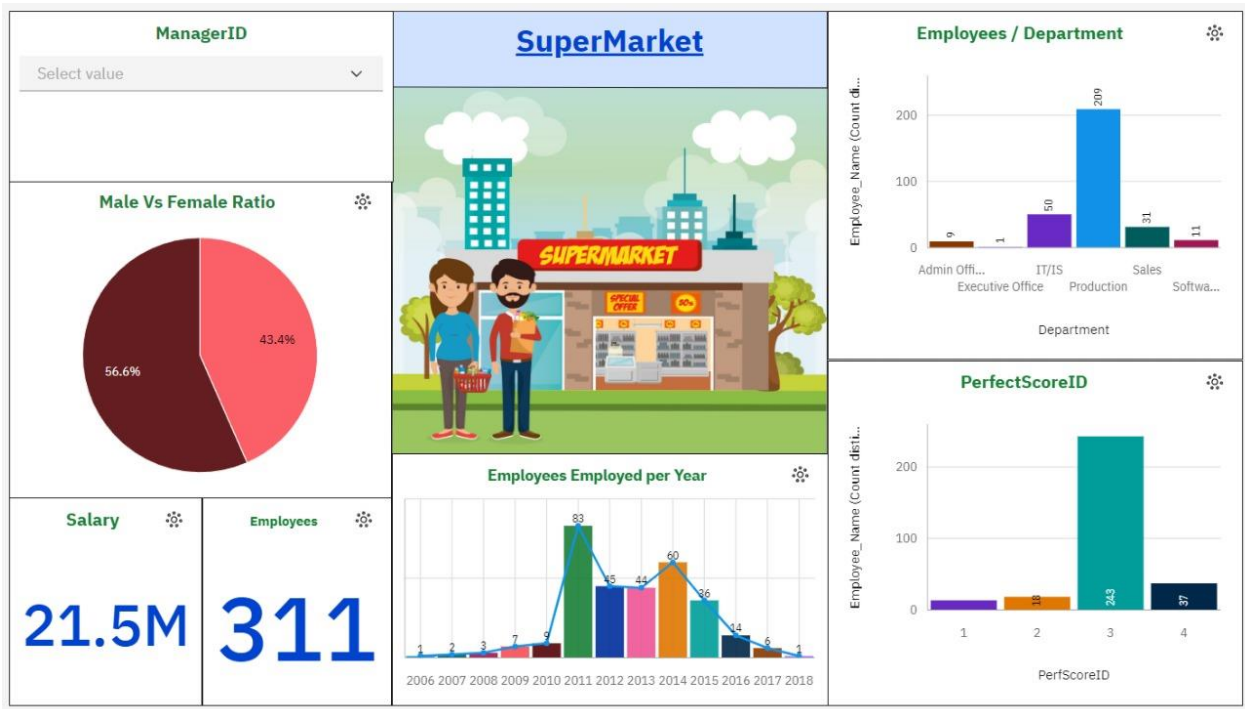 ManagerID
Select value
SuperMarket
SUPERMARKET
SPECIAL
OFFER
30%
Male Vs Female Ratio
43.4%
56.6%
Salary
21.5M
Employees
311
Employees Employed per Year
1
2
3
7
9
83
45
44
60
36
14
6
1
2006 2007 2008 2009 2010 2011 2012 2013 2014 2015 2016 2017 2018
Employees / Department
Employee_Name (Count di...
200
100
0
9
1
50
209
31
11
Admin Offi...
IT/IS
Sales
Executive Office
Production
Softwa...
Department
PerfectScoreID
Employee_Name (Count disti...
200
100
0
18
243
37
1 2 3 4
PerfScoreID